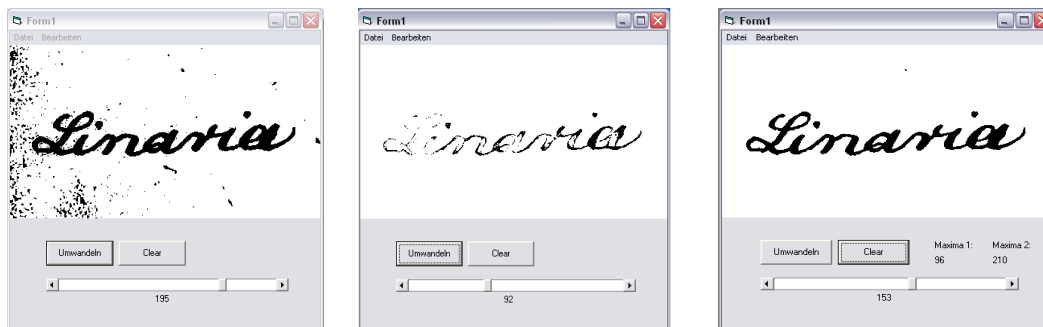 Form1
Datei Bearbeiten
Linaria
Umwandeln Clear
195
Form1
Datei Bearbeiten
Linaria
Umwandeln Clear
92
Form1
Datei Bearbeiten
Linaria
Umwandeln Clear Maxima 1: Maxima 2:
96 210
153